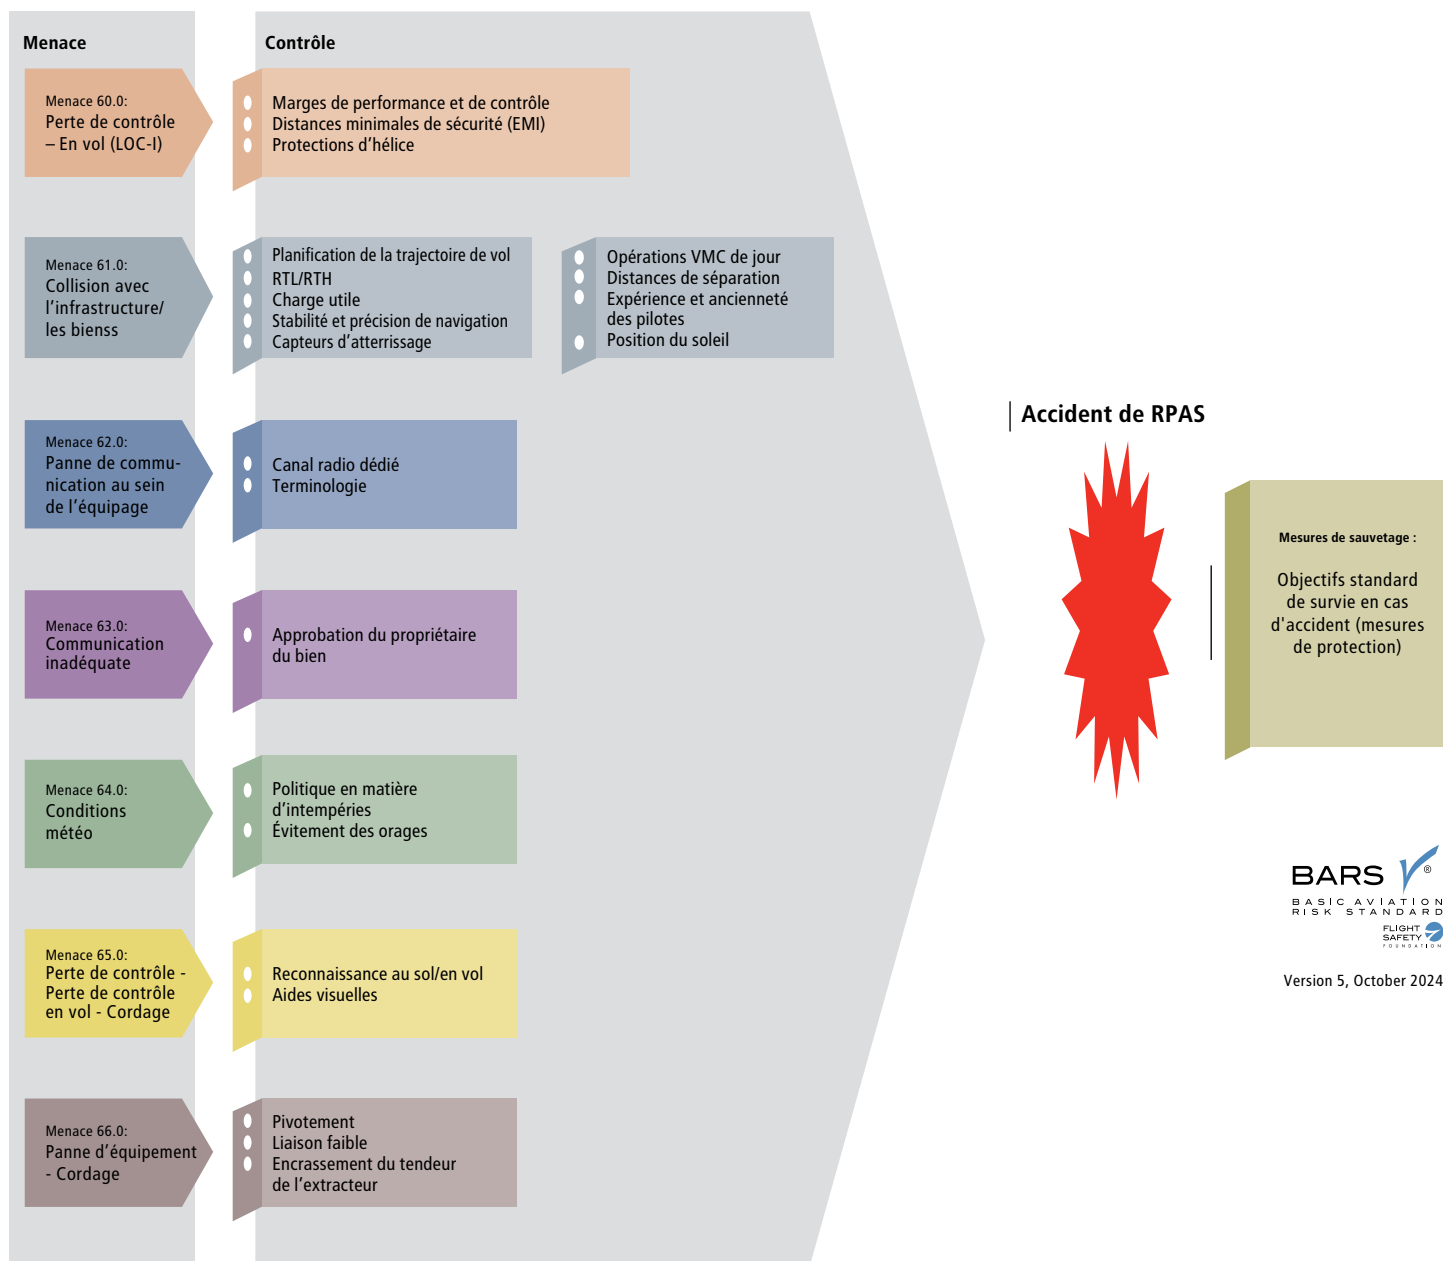 Menace
Contrôle
Menace 60.0:
Perte de contrôle
– En vol (LOC-I)
Marges de performance et de contrôle
Distances minimales de sécurité (EMI)
Protections d’hélice
Menace 61.0:
Collision avec
l’infrastructure/
les bienss
Planification de la trajectoire de vol
RTL/RTH
Charge utile
Stabilité et précision de navigation
Capteurs d’atterrissage
Opérations VMC de jour
Distances de séparation
Expérience et ancienneté
des pilotes
Position du soleil
Menace 62.0:
Panne de commu-
nication au sein
de l’équipage
Canal radio dédié
Terminologie
Menace 63.0:
Communication
inadéquate
Approbation du propriétaire
du bien
Menace 64.0:
Conditions
météo
Politique en matière
d’intempéries
Évitement des orages
Menace 65.0:
Perte de contrôle -
Perte de contrôle
en vol - Cordage
Reconnaissance au sol/en vol
Aides visuelles
Menace 66.0:
Panne d’équipement
- Cordage
Pivotement
Liaison faible
Encrassement du tendeur
de l’extracteur
Accident de RPAS
Mesures de sauvetage :
Objectifs standard
de survie en cas
d'accident (mesures
de protection)
BARS ®
BASIC AVIATION
RISK STANDARD
FLIGHT
SAFETY
FOUNDATION
Version 5, October 2024